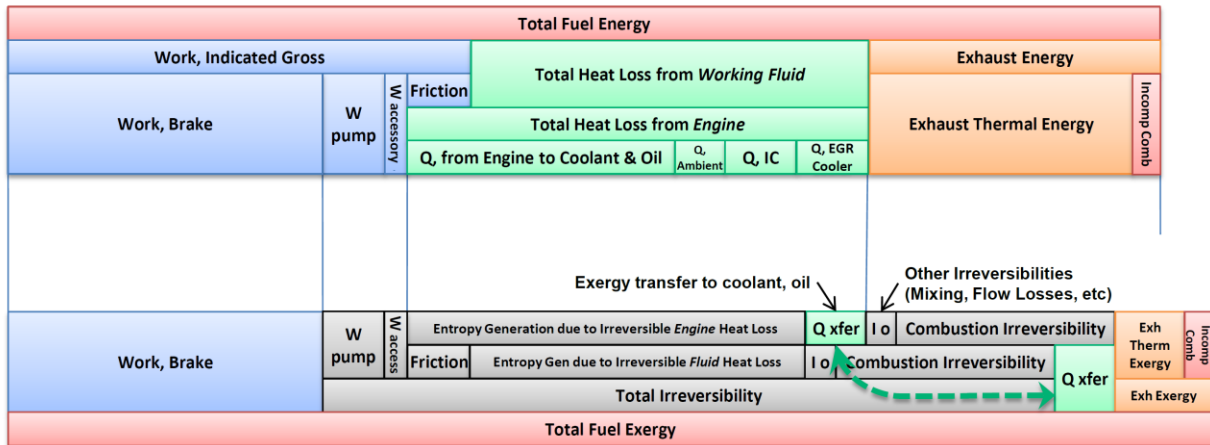 Total Fuel Energy
Work, Indicated Gross
Total Heat Loss from Working Fluid
Exhaust Energy
Work, Brake
W
pump
W accessory
Friction
Total Heat Loss from Engine
Exhaust Thermal Energy
Incomp Comb
Q, from Engine to Coolant & Oil
Q,
Ambient
Q, IC
Q, EGR
Cooler
Exergy transfer to coolant, oil
Other Irreversibilities
(Mixing, Flow Losses, etc)
Work, Brake
W
pump
W access
Entropy Generation due to Irreversible Engine Heat Loss
Q xfer
I o
Combustion Irreversibility
Exh
Therm
Exergy
Incomp
Comb
Friction
Entropy Gen due to Irreversible Fluid Heat Loss
I o
Combustion Irreversibility
Q xfer
Total Irreversibility
Exh Exergy
Total Fuel Exergy